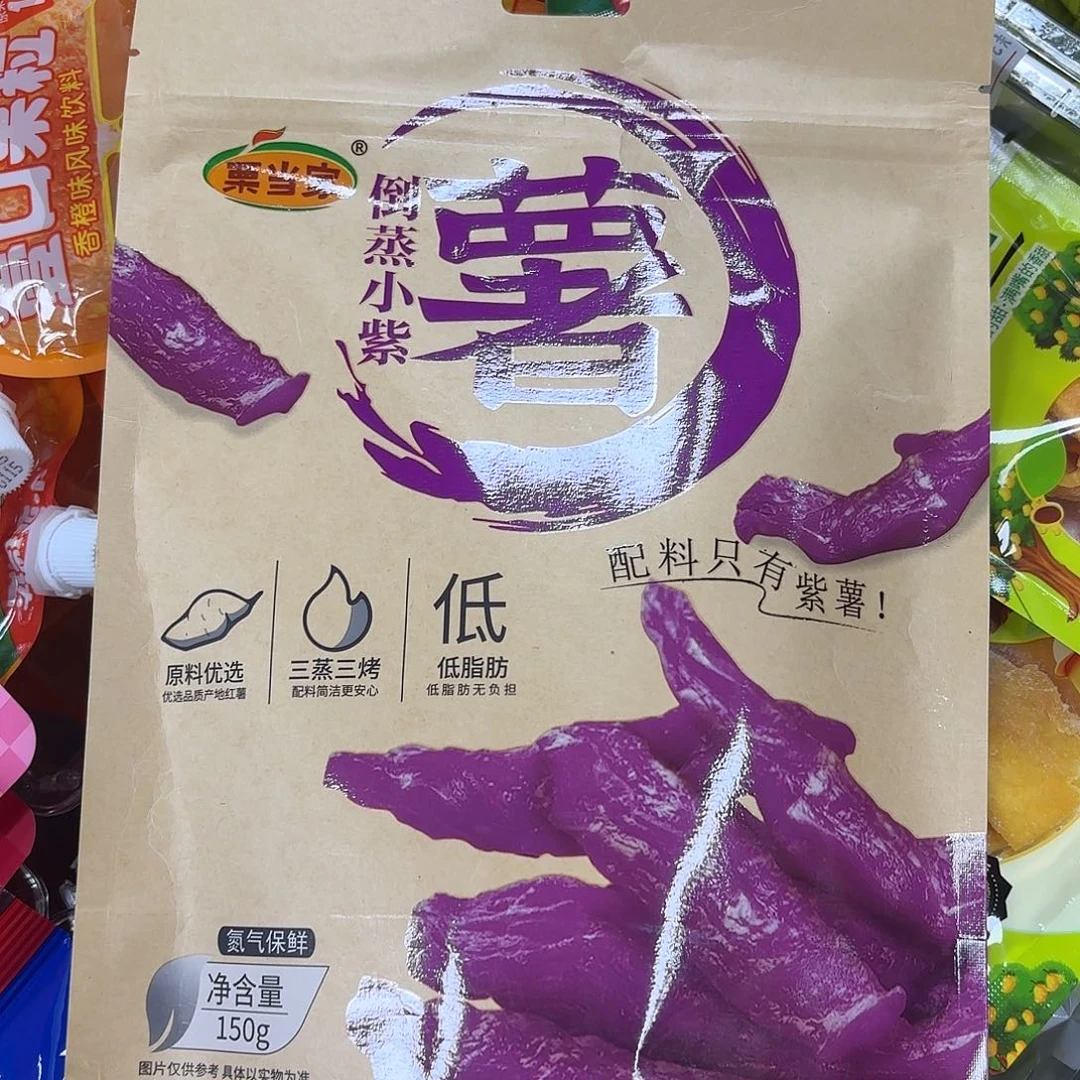 果当家®
倒蒸小紫
薯
配料只有紫薯!
原料优选
优选品质产地红薯
三蒸三烤
配料简洁更安心
低
低脂肪
低脂肪无负担
氮气保鲜
净含量
150g
图片仅供参考 具体以实物为准
香橙味风味饮料